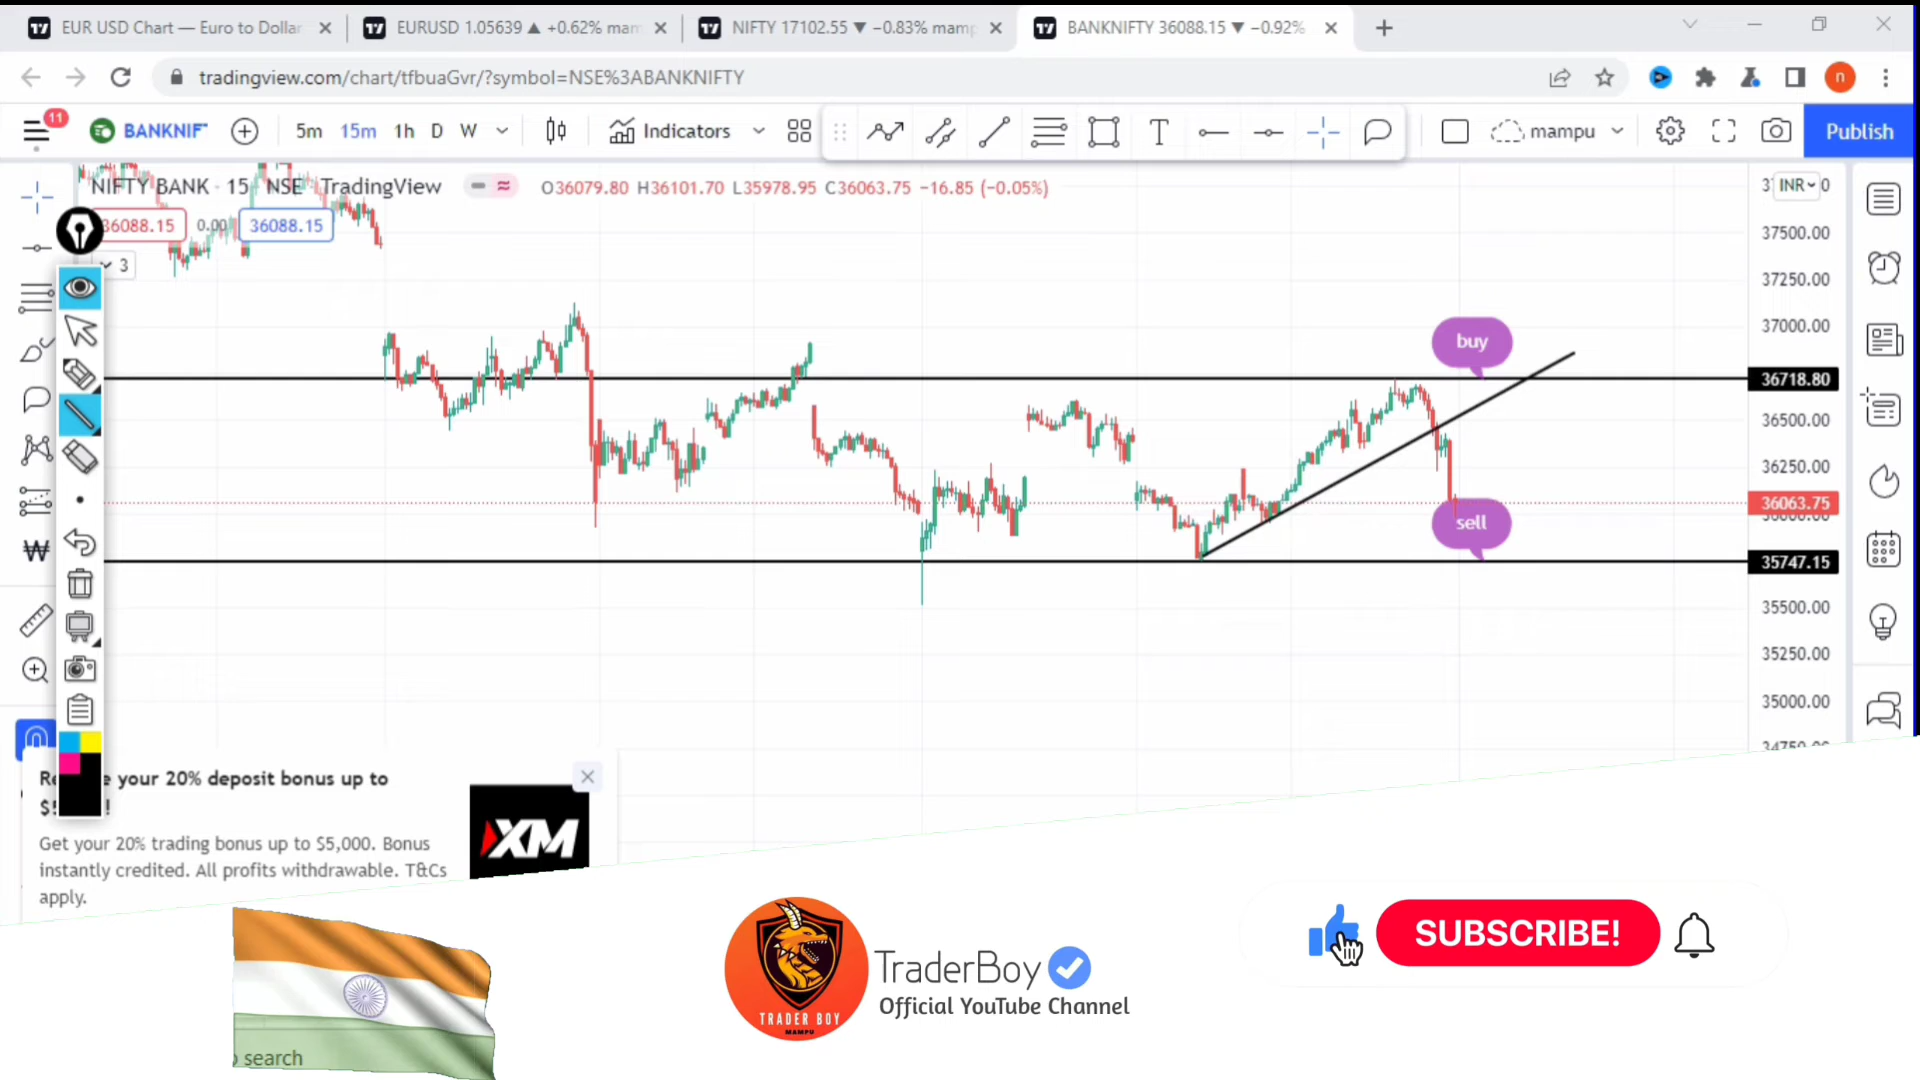 EUR USD Chart — Euro to Dollar
EURUSD 1.05639 ▲ +0.62% mam
NIFTY 17102.55 ▼ −0.83% mamp
BANKNIFTY 36088.15 ▼ −0.92%
tradingview.com/chart/tfbuaGvr/?symbol=NSE%3ABANKNIFTY
n
11
BANKNIF
5m 15m 1h D W
Indicators
T
mampu
Publish
NIFTY BANK · 15 · NSE · TradingView
O36079.80 H36101.70 L35978.95 C36063.75 −16.85 (−0.05%)
INR
36088.15 0.00 36088.15
3
37500.00
37250.00
37000.00
buy
36718.80
36500.00
36250.00
36063.75
sell
35747.15
35500.00
35250.00
35000.00
34750.00
your 20% deposit bonus up to
Get your 20% trading bonus up to $5,000. Bonus
instantly credited. All profits withdrawable. T&Cs
apply.
XM
SUBSCRIBE!
TraderBoy
Official YouTube Channel
TRADER BOY
MAMPU
search